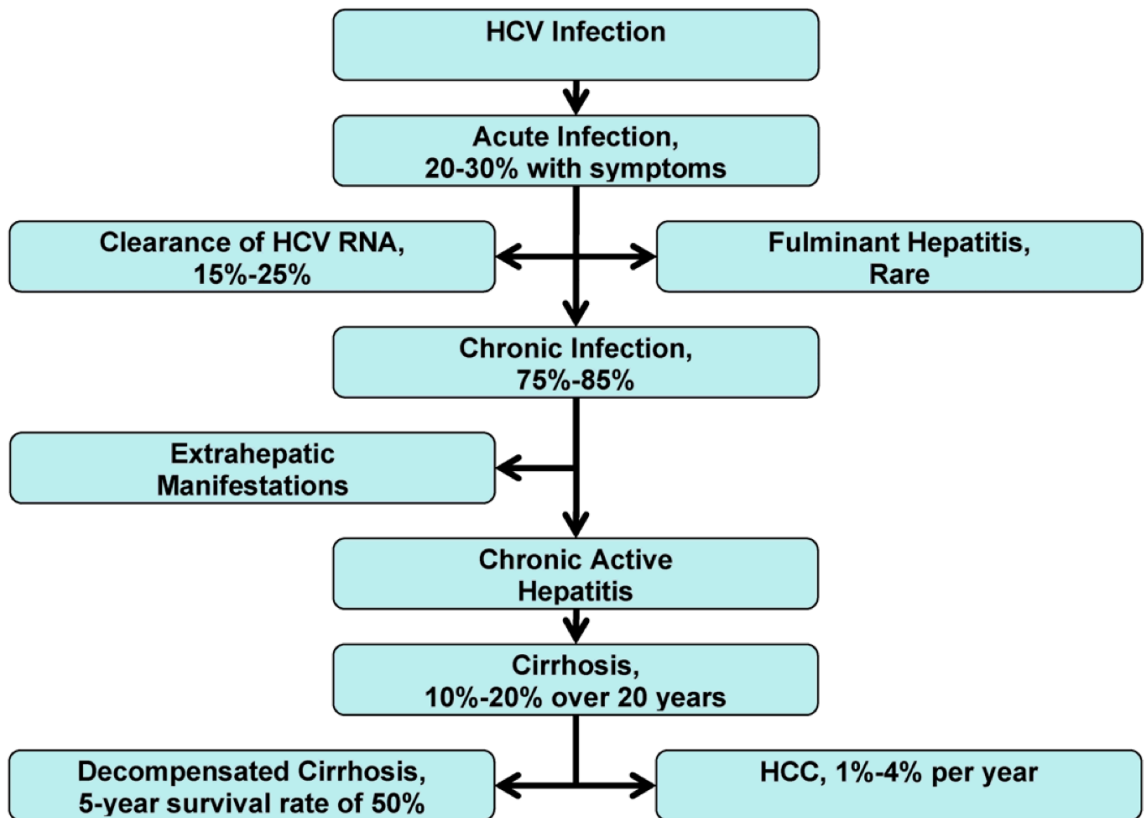 HCV Infection
Acute Infection,
20-30% with symptoms
Clearance of HCV RNA,
15%-25%
Fulminant Hepatitis,
Rare
Chronic Infection,
75%-85%
Extrahepatic
Manifestations
Chronic Active
Hepatitis
Cirrhosis,
10%-20% over 20 years
Decompensated Cirrhosis,
5-year survival rate of 50%
HCC, 1%-4% per year